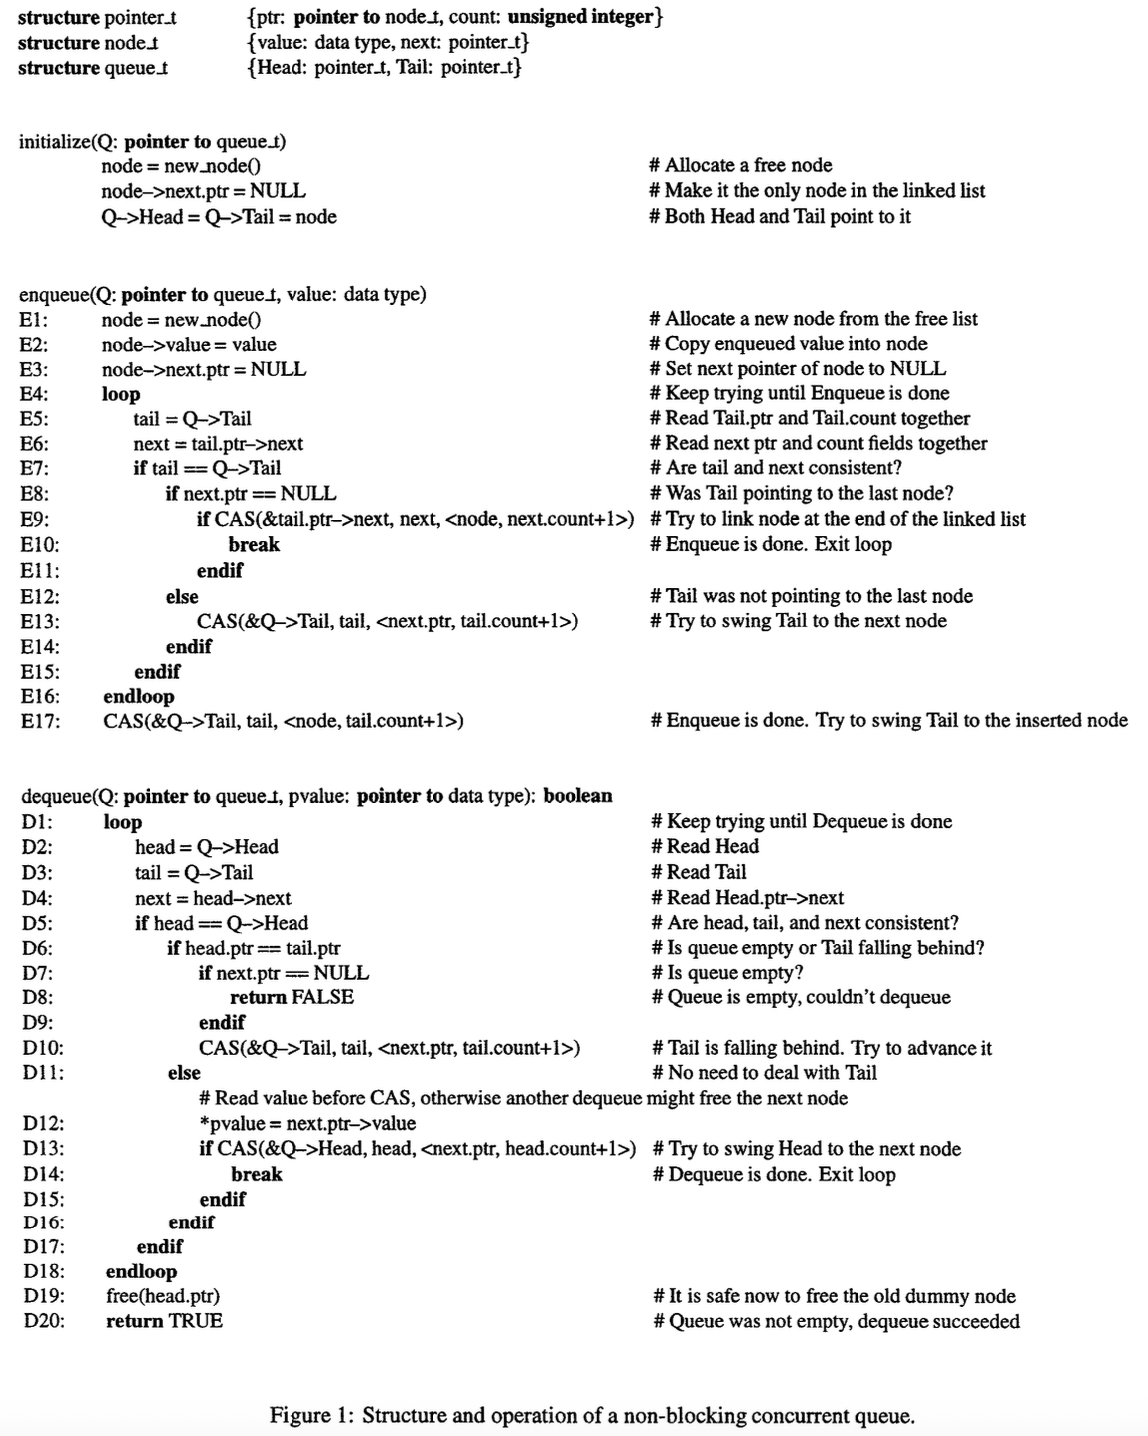 structure pointer_t {ptr: pointer to node_t, count: unsigned integer}
structure node_t {value: data type, next: pointer_t}
structure queue_t {Head: pointer_t, Tail: pointer_t}
initialize(Q: pointer to queue_t)
node = new_node() # Allocate a free node
node–>next.ptr = NULL # Make it the only node in the linked list
Q–>Head = Q–>Tail = node # Both Head and Tail point to it
enqueue(Q: pointer to queue_t, value: data type)
E1: node = new_node() # Allocate a new node from the free list
E2: node–>value = value # Copy enqueued value into node
E3: node–>next.ptr = NULL # Set next pointer of node to NULL
E4: loop # Keep trying until Enqueue is done
E5: tail = Q–>Tail # Read Tail.ptr and Tail.count together
E6: next = tail.ptr–>next # Read next ptr and count fields together
E7: if tail == Q–>Tail # Are tail and next consistent?
E8: if next.ptr == NULL # Was Tail pointing to the last node?
E9: if CAS(&tail.ptr–>next, next, <node, next.count+1>) # Try to link node at the end of the linked list
E10: break # Enqueue is done. Exit loop
E11: endif
E12: else # Tail was not pointing to the last node
E13: CAS(&Q–>Tail, tail, <next.ptr, tail.count+1>) # Try to swing Tail to the next node
E14: endif
E15: endif
E16: endloop
E17: CAS(&Q–>Tail, tail, <node, tail.count+1>) # Enqueue is done. Try to swing Tail to the inserted node
dequeue(Q: pointer to queue_t, pvalue: pointer to data type): boolean
D1: loop # Keep trying until Dequeue is done
D2: head = Q–>Head # Read Head
D3: tail = Q–>Tail # Read Tail
D4: next = head–>next # Read Head.ptr–>next
D5: if head == Q–>Head # Are head, tail, and next consistent?
D6: if head.ptr == tail.ptr # Is queue empty or Tail falling behind?
D7: if next.ptr == NULL # Is queue empty?
D8: return FALSE # Queue is empty, couldn't dequeue
D9: endif
D10: CAS(&Q–>Tail, tail, <next.ptr, tail.count+1>) # Tail is falling behind. Try to advance it
D11: else # No need to deal with Tail
# Read value before CAS, otherwise another dequeue might free the next node
D12: *pvalue = next.ptr–>value
D13: if CAS(&Q–>Head, head, <next.ptr, head.count+1>) # Try to swing Head to the next node
D14: break # Dequeue is done. Exit loop
D15: endif
D16: endif
D17: endif
D18: endloop
D19: free(head.ptr) # It is safe now to free the old dummy node
D20: return TRUE # Queue was not empty, dequeue succeeded
Figure 1: Structure and operation of a non-blocking concurrent queue.